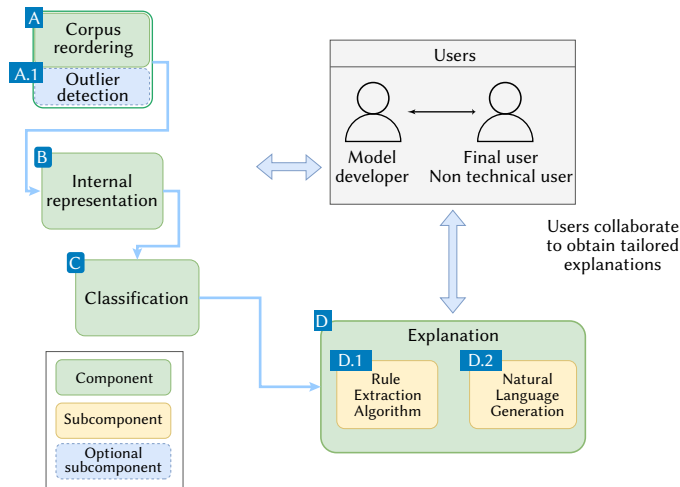 A
Corpus
reordering
A.1
Outlier
detection
B
Internal
representation
C
Classification
Users
Model
developer
Final user
Non technical user
Users collaborate
to obtain tailored
explanations
D
Explanation
D.1
Rule
Extraction
Algorithm
D.2
Natural
Language
Generation
Component
Subcomponent
Optional
subcomponent